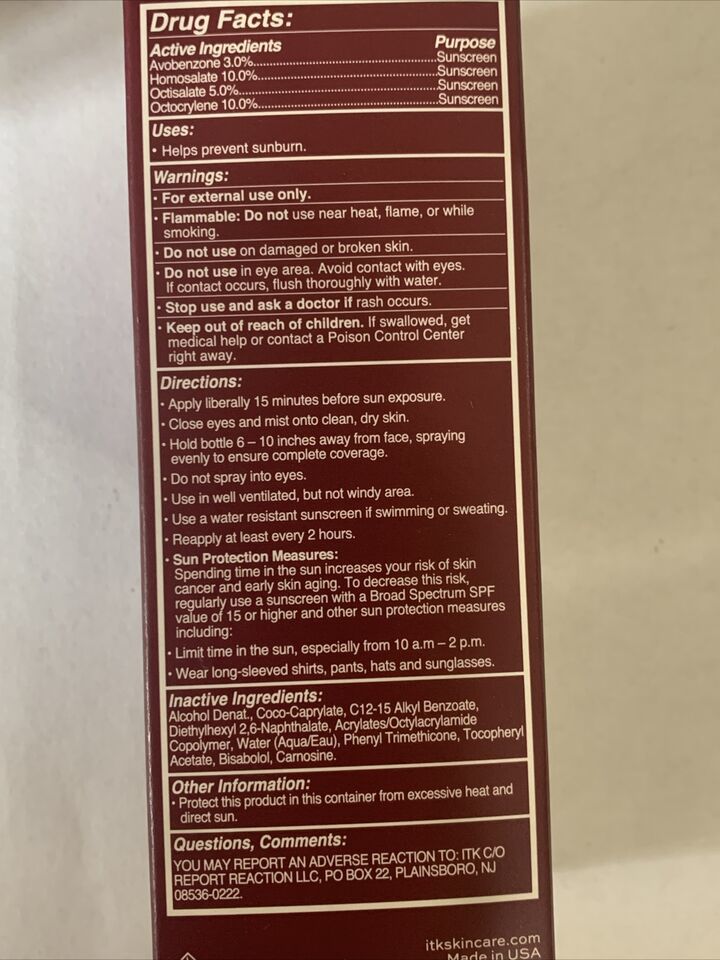 Drug Facts:
Active Ingredients Purpose
Avobenzone 3.0%..........................................Sunscreen
Homosalate 10.0%..........................................Sunscreen
Octisalate 5.0%..........................................Sunscreen
Octocrylene 10.0%..........................................Sunscreen
Uses:
• Helps prevent sunburn.
Warnings:
• For external use only.
• Flammable: Do not use near heat, flame, or while
smoking.
• Do not use on damaged or broken skin.
• Do not use in eye area. Avoid contact with eyes.
If contact occurs, flush thoroughly with water.
• Stop use and ask a doctor if rash occurs.
• Keep out of reach of children. If swallowed, get
medical help or contact a Poison Control Center
right away.
Directions:
• Apply liberally 15 minutes before sun exposure.
• Close eyes and mist onto clean, dry skin.
• Hold bottle 6 – 10 inches away from face, spraying
evenly to ensure complete coverage.
• Do not spray into eyes.
• Use in well ventilated, but not windy area.
• Use a water resistant sunscreen if swimming or sweating.
• Reapply at least every 2 hours.
• Sun Protection Measures:
Spending time in the sun increases your risk of skin
cancer and early skin aging. To decrease this risk,
regularly use a sunscreen with a Broad Spectrum SPF
value of 15 or higher and other sun protection measures
including:
• Limit time in the sun, especially from 10 a.m – 2 p.m.
• Wear long-sleeved shirts, pants, hats and sunglasses.
Inactive Ingredients:
Alcohol Denat., Coco-Caprylate, C12-15 Alkyl Benzoate,
Diethylhexyl 2,6-Naphthalate, Acrylates/Octylacrylamide
Copolymer, Water (Aqua/Eau), Phenyl Trimethicone, Tocopheryl
Acetate, Bisabolol, Carnosine.
Other Information:
• Protect this product in this container from excessive heat and
direct sun.
Questions, Comments:
YOU MAY REPORT AN ADVERSE REACTION TO: ITK C/O
REPORT REACTION LLC, PO BOX 22, PLAINSBORO, NJ
08536-0222.
itkskincare.com
Made in USA